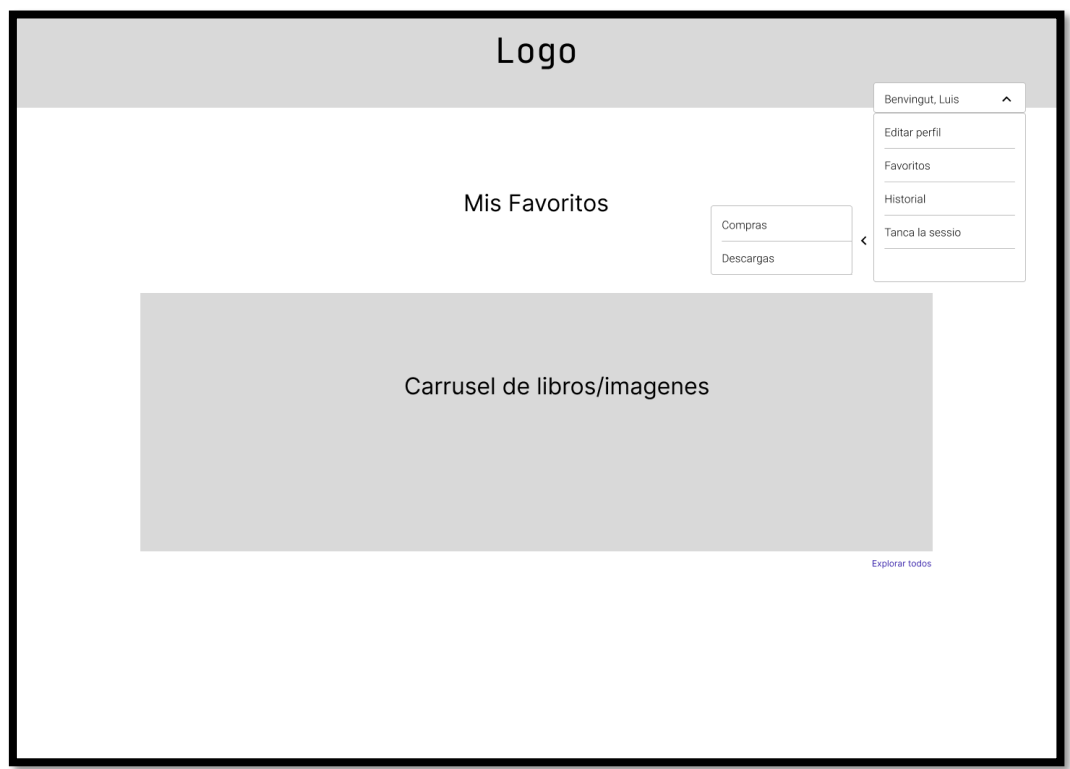 Logo
Benvingut, Luis
Editar perfil
Favoritos
Historial
Tanca la sessio
Mis Favoritos
Compras
Descargas
Carrusel de libros/imagenes
Explorar todos